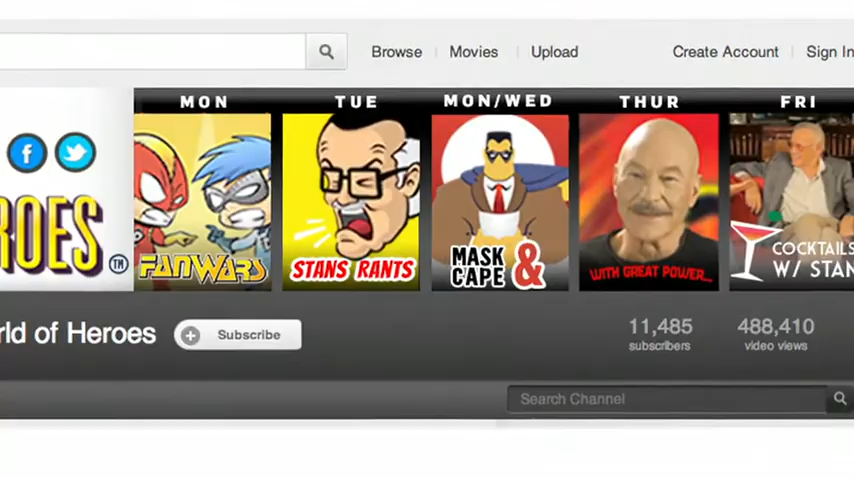 Browse Movies Upload Create Account Sign In
MON TUE MON/WED THUR FRI
ROES ™
FANWARS
STANS RANTS
MASK & CAPE
WITH GREAT POWER...
COCKTAILS
W/ STAN
rld of Heroes
Subscribe
11,485 488,410
subscribers video views
Search Channel